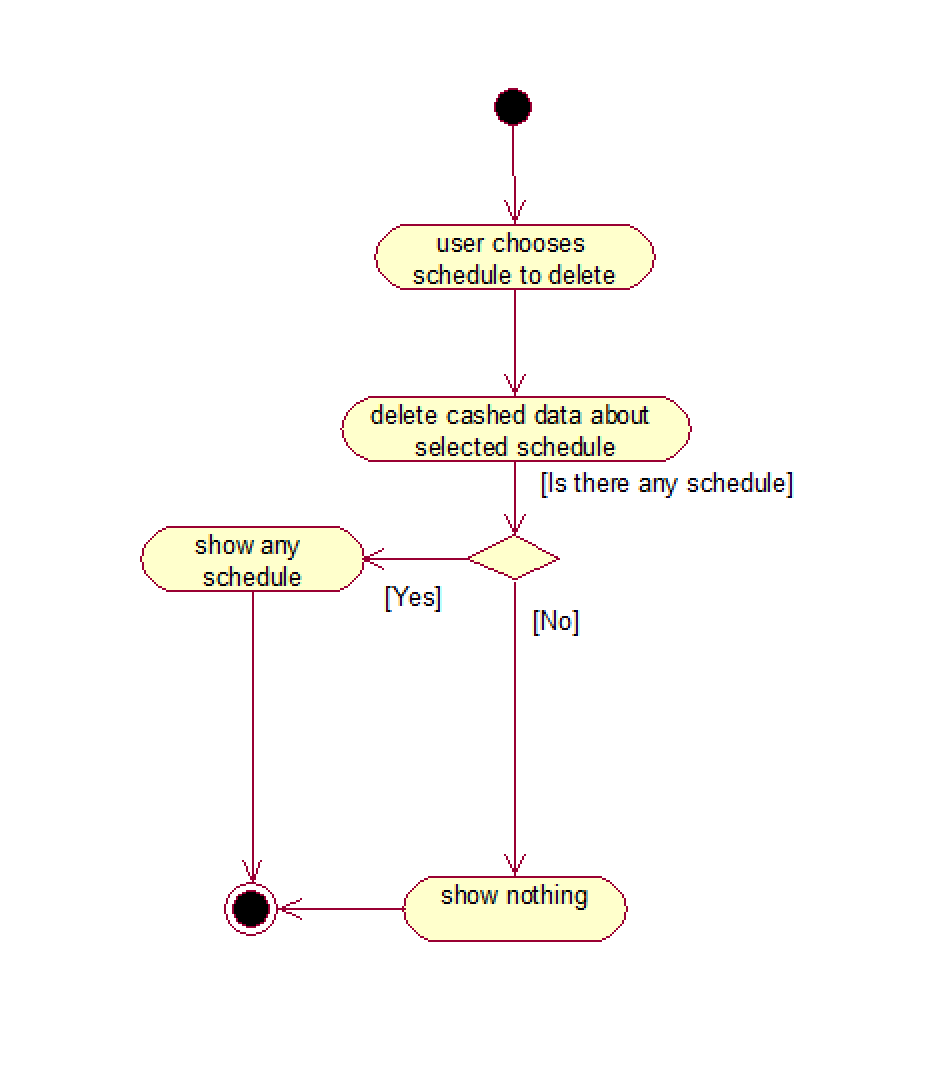 user chooses
schedule to delete
delete cashed data about
selected schedule
[Is there any schedule]
show any
schedule
[Yes]
[No]
show nothing